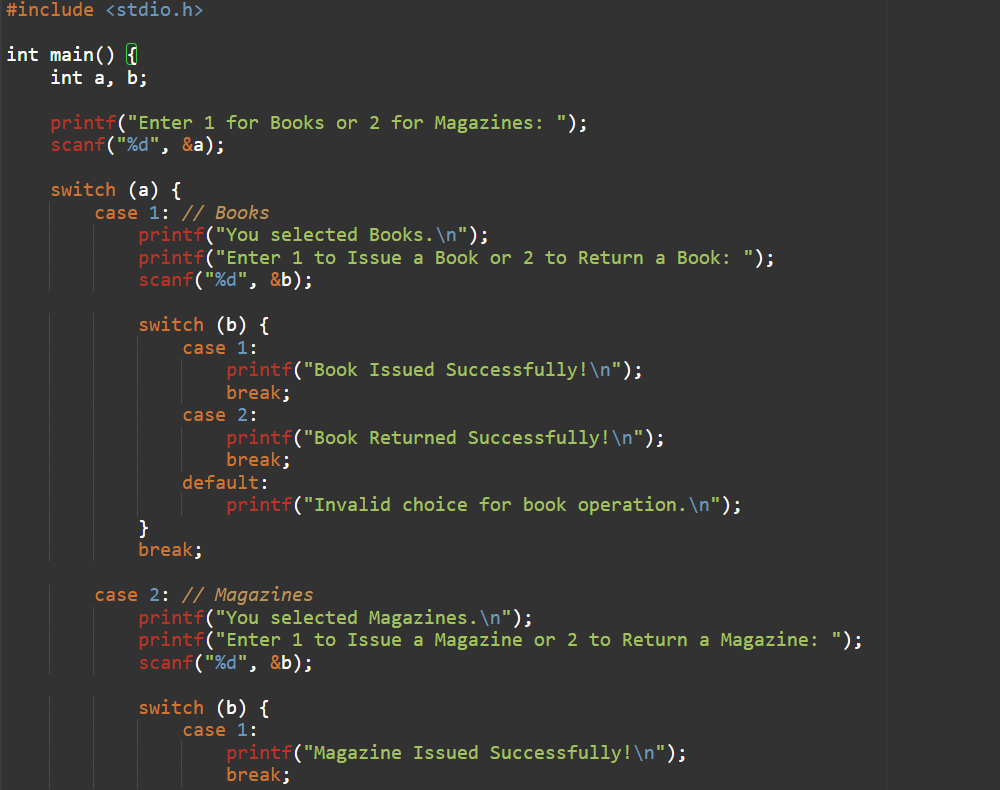 #include <stdio.h>

int main() {
    int a, b;

    printf("Enter 1 for Books or 2 for Magazines: ");
    scanf("%d", &a);

    switch (a) {
        case 1: // Books
            printf("You selected Books.\n");
            printf("Enter 1 to Issue a Book or 2 to Return a Book: ");
            scanf("%d", &b);

            switch (b) {
                case 1:
                    printf("Book Issued Successfully!\n");
                    break;
                case 2:
                    printf("Book Returned Successfully!\n");
                    break;
                default:
                    printf("Invalid choice for book operation.\n");
            }
            break;

        case 2: // Magazines
            printf("You selected Magazines.\n");
            printf("Enter 1 to Issue a Magazine or 2 to Return a Magazine: ");
            scanf("%d", &b);

            switch (b) {
                case 1:
                    printf("Magazine Issued Successfully!\n");
                    break;